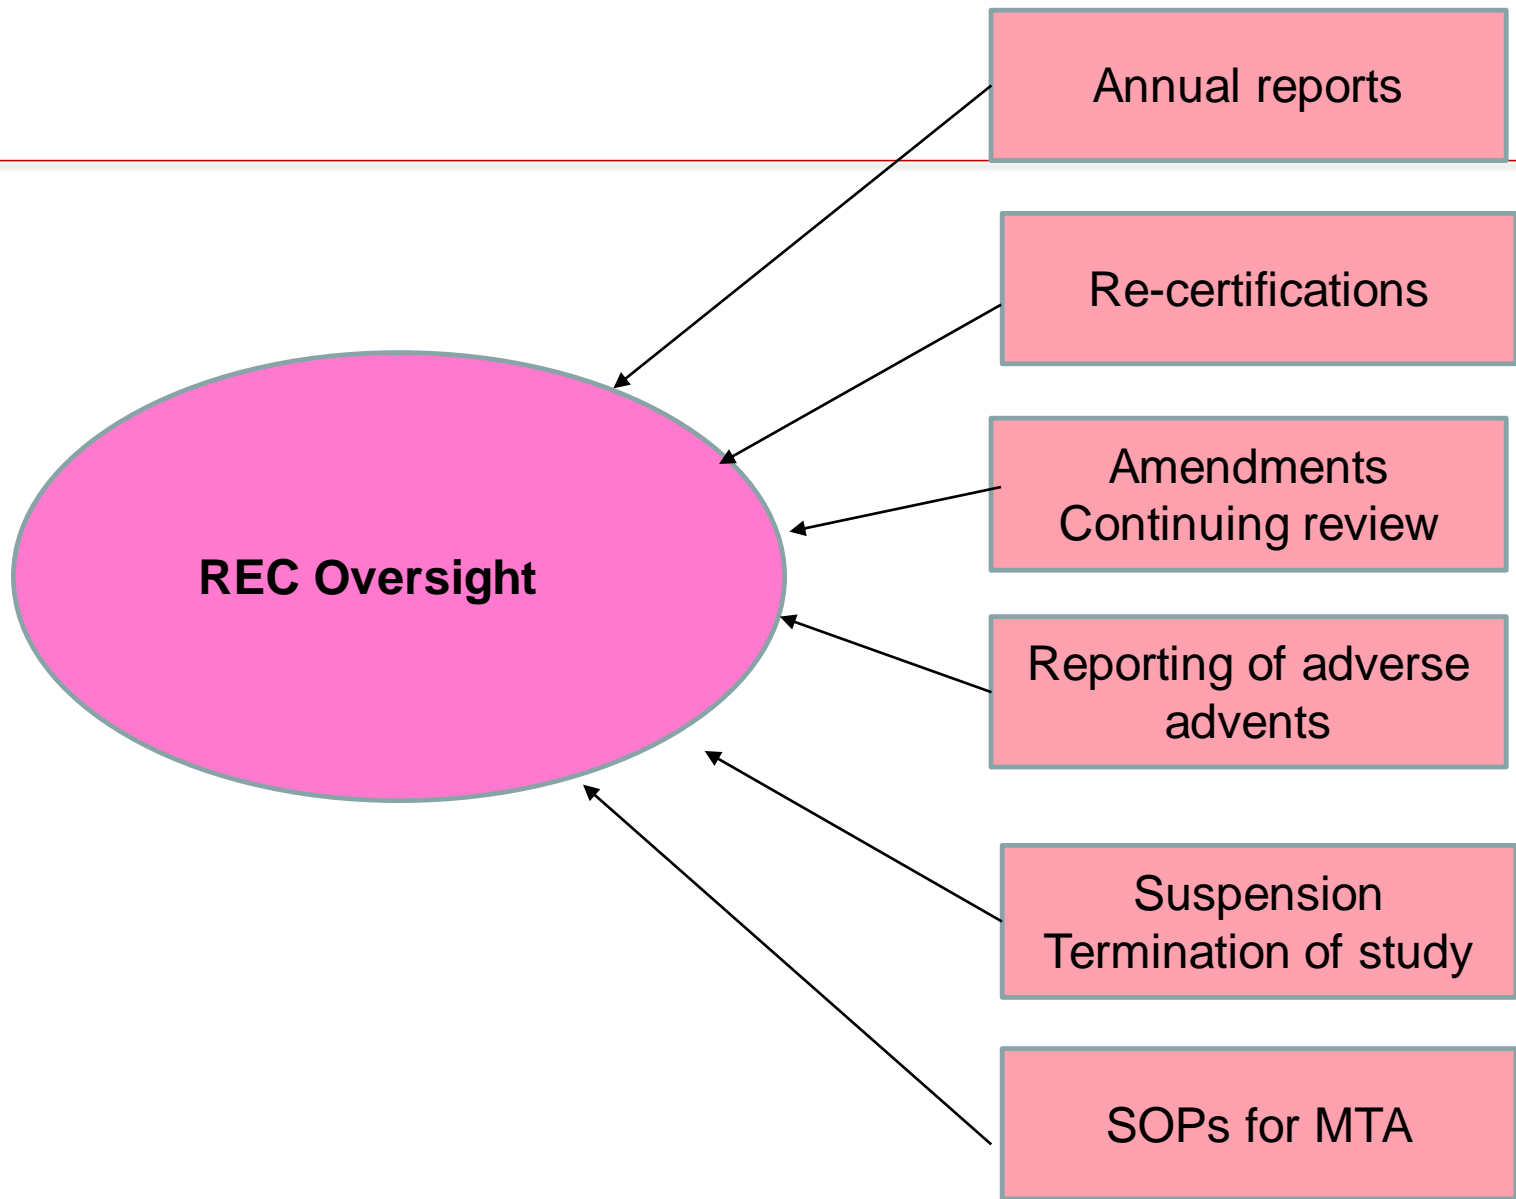 Annual reports
Re-certifications
Amendments
Continuing review
REC Oversight
Reporting of adverse
advents
Suspension
Termination of study
SOPs for MTA